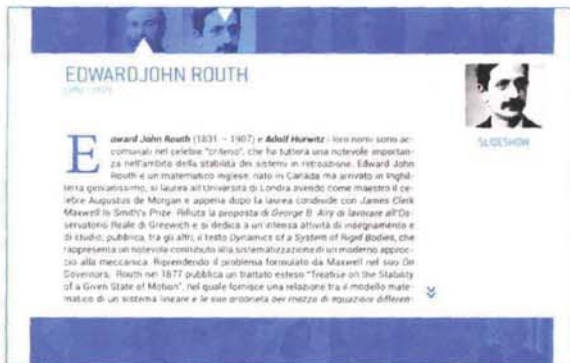 EDWARDJOHN ROUTH
SLIDESHOW
Edward John Routh (1831 – 1907) e Adolf Hurwitz - i loro nomi sono ac-
comunati nel celebre "criterio", che ha tuttora una notevole importan-
za nell'ambito della stabilità dei sistemi in retroazione. Edward John
Routh è un matematico inglese, nato in Canada ma arrivato in Inghil-
terra giovanissimo, si laurea all'Università di Londra avendo come maestro il ce-
lebre Augustus de Morgan e appena dopo la laurea condivide con James Clerk
Maxwell lo Smith's Prize. Rifiuta la proposta di George B. Airy di lavorare all'Os-
servatorio Reale di Greewich e si dedica a un'intensa attività di insegnamento e
di studio, pubblica, tra gli altri, il testo Dynamics of a System of Rigid Bodies, che
rappresenta un notevole contributo alla sistematizzazione di un moderno approc-
cio alla meccanica. Riprendendo il problema formulato da Maxwell nel suo On
Governors, Routh nel 1877 pubblica un trattato esteso "Treatise on the Stability
of a Given State of Motion", nel quale fornisce una relazione tra il modello mate-
matico di un sistema lineare e le sue proprietà per mezzo di equazioni differen-